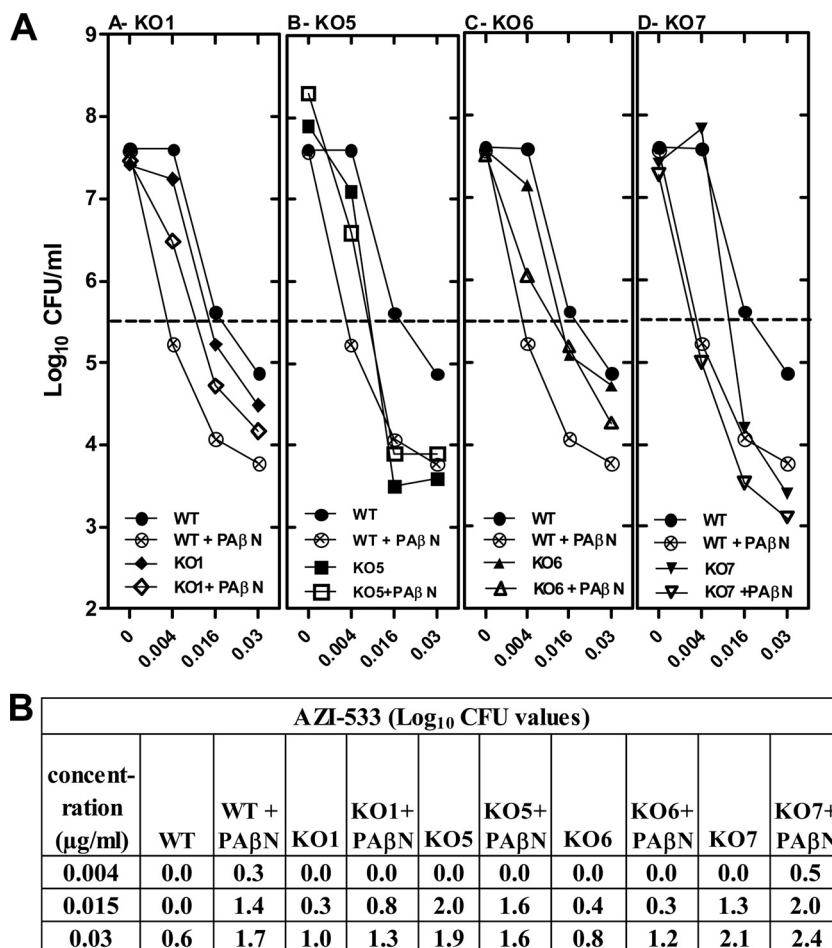 A
A- KO1 B- KO5 C- KO6 D- KO7
9
8
7
6
5
4
3
2
Log10 CFU/ml
WT
WT + PAβN
KO1
KO1+ PAβN
WT
WT + PAβN
KO5
KO5+PAβN
WT
WT + PAβN
KO6
KO6 + PAβN
WT
WT + PAβN
KO7
KO7 +PAβN
0 0.004 0.016 0.03 0 0.004 0.016 0.03 0 0.004 0.016 0.03 0 0.004 0.016 0.03
B
AZI-533 (Log10 CFU values)
concent-
ration
(µg/ml) WT WT + PAβN KO1 KO1+ PAβN KO5 KO5+ PAβN KO6 KO6+ PAβN KO7 KO7+ PAβN
0.004 0.0 0.3 0.0 0.0 0.0 0.0 0.0 0.0 0.0 0.5
0.015 0.0 1.4 0.3 0.8 2.0 1.6 0.4 0.3 1.3 2.0
0.03 0.6 1.7 1.0 1.3 1.9 1.6 0.8 1.2 2.1 2.4